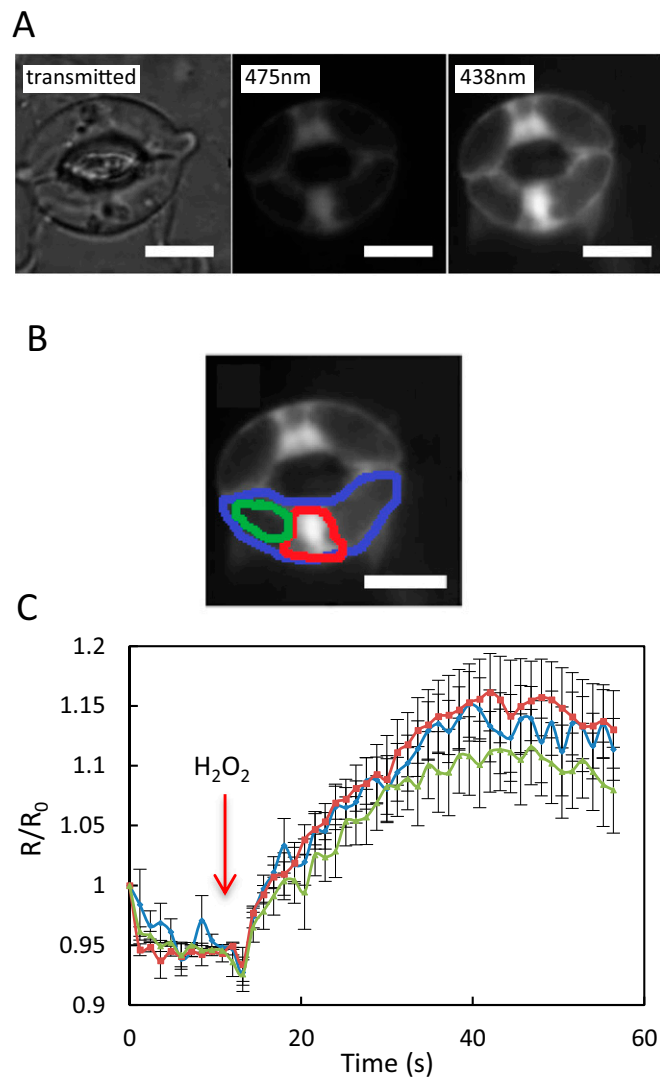 A
transmitted 475nm 438nm
B
C
1.2
1.15
1.1
1.05
1
0.95
0.9
R/R₀
H₂O₂
0 20 40 60
Time (s)